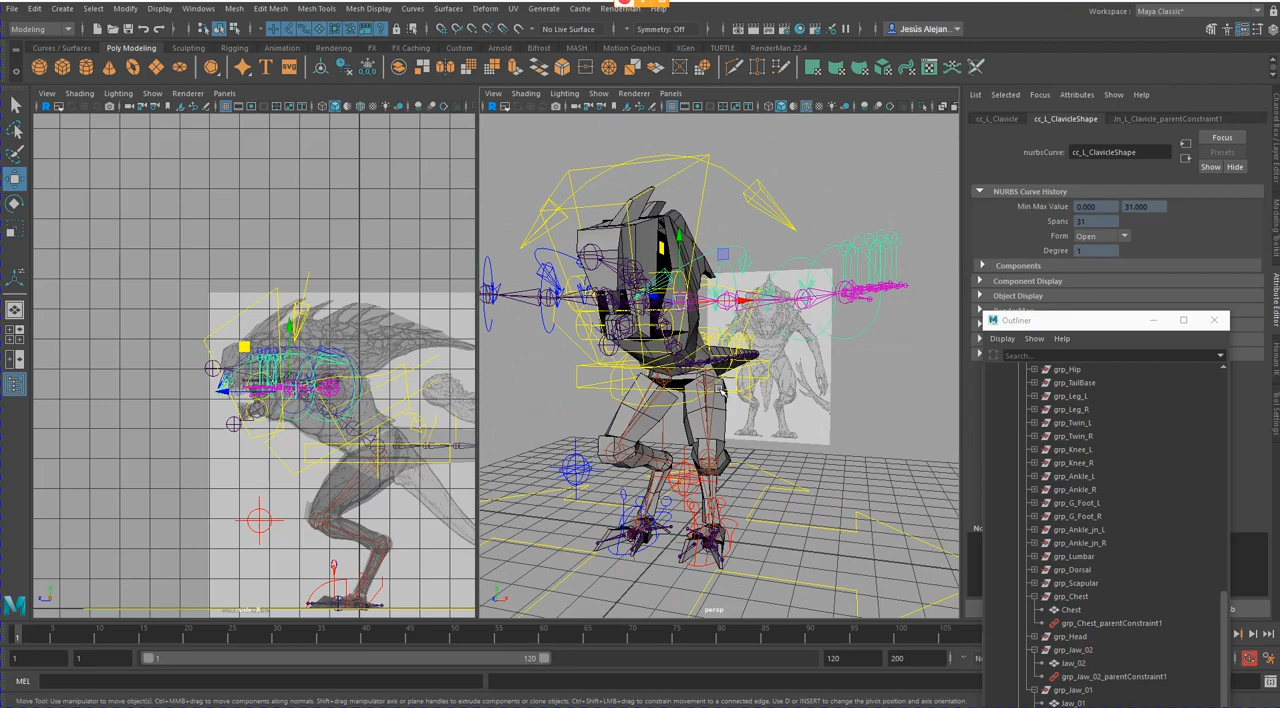 File Edit Create Select Modify Display Windows Mesh Edit Mesh Mesh Tools Mesh Display Curves Surfaces Deform UV Generate Cache Help
Workspace : Maya Classic*
Modeling
No Live Surface
Symmetry: Off
Jesús Alejan...
Curves / Surfaces Poly Modeling Sculpting Rigging Animation Rendering FX FX Caching Custom Arnold Bifrost MASH Motion Graphics XGen TURTLE RenderMan 22.4
View Shading Lighting Show Renderer Panels
View Shading Lighting Show Renderer Panels
List Selected Focus Attributes Show Help
cc_L_Clavicle cc_L_ClavicleShape Jn_L_Clavicle_parentConstraint1
Focus
nurbsCurve: cc_L_ClavicleShape
Presets
Show Hide
NURBS Curve History
Min Max Value 0.000 31.000
Spans 31
Form Open
Degree 1
Components
Component Display
Object Display
Outliner
Display Show Help
Search...
grp_Hip
grp_TailBase
grp_Leg_L
grp_Leg_R
grp_Twin_L
grp_Twin_R
grp_Knee_L
grp_Knee_R
grp_Ankle_L
grp_Ankle_R
grp_G_Foot_L
grp_G_Foot_R
grp_Ankle_jn_L
grp_Ankle_jn_R
grp_Lumbar
grp_Dorsal
grp_Scapular
grp_Chest
Chest
grp_Chest_parentConstraint1
grp_Head
grp_Jaw_02
Jaw_02
grp_Jaw_02_parentConstraint1
grp_Jaw_01
Jaw_01
persp
5 10 15 20 25 30 35 40 45 50 55 60 65 70 75 80 85 90 95 100 105
1
1 1 1 120 120 200
MEL
Move Tool: Use manipulator to move object(s). Ctrl+MMB+drag to move components along normals. Shift+drag manipulator axis or plane handles to extrude components or clone objects. Ctrl+Shift+drag to constrain movement to a connected edge. Use D or INSERT to change the pivot position and axis orientation.